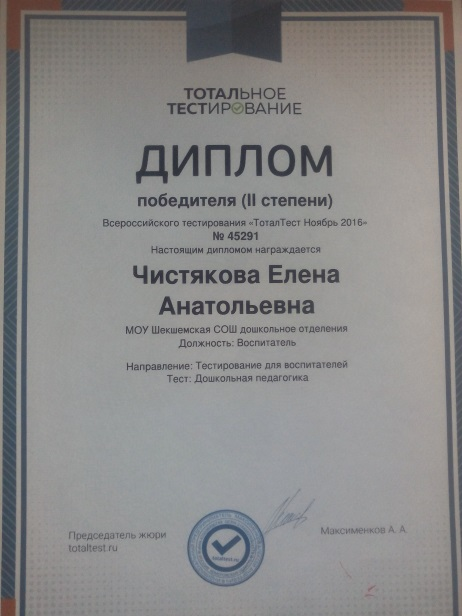 ТОТАЛЬНОЕ
ТЕСТИРОВАНИЕ
ДИПЛОМ
победителя (II степени)
Всероссийского тестирования «ТоталТест Ноябрь 2016»
№ 45291
Настоящим дипломом награждается
Чистякова Елена
Анатольевна
МОУ Шекшемская СОШ дошкольное отделения
Должность: Воспитатель
Направление: Тестирование для воспитателей
Тест: Дошкольная педагогика
Председатель жюри
totaltest.ru
Максименков А. А.
totaltest.ru